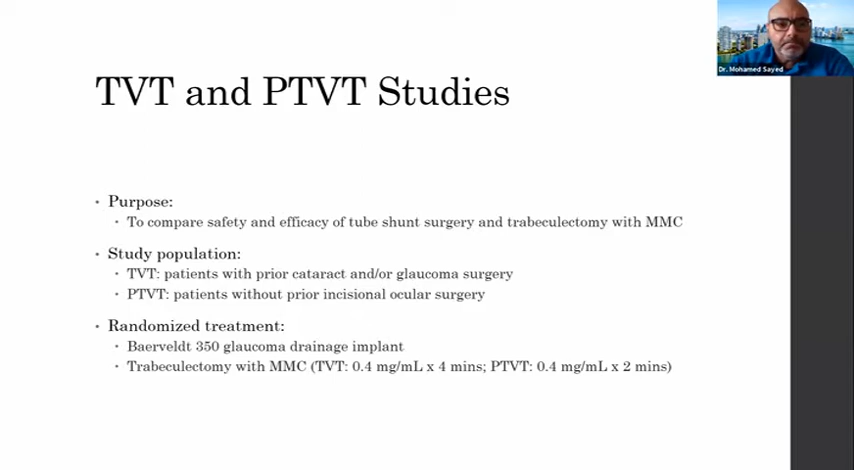 Dr. Mohamed Sayed
TVT and PTVT Studies
• Purpose:
• To compare safety and efficacy of tube shunt surgery and trabeculectomy with MMC
• Study population:
• TVT: patients with prior cataract and/or glaucoma surgery
• PTVT: patients without prior incisional ocular surgery
• Randomized treatment:
• Baerveldt 350 glaucoma drainage implant
• Trabeculectomy with MMC (TVT: 0.4 mg/mL x 4 mins; PTVT: 0.4 mg/mL x 2 mins)